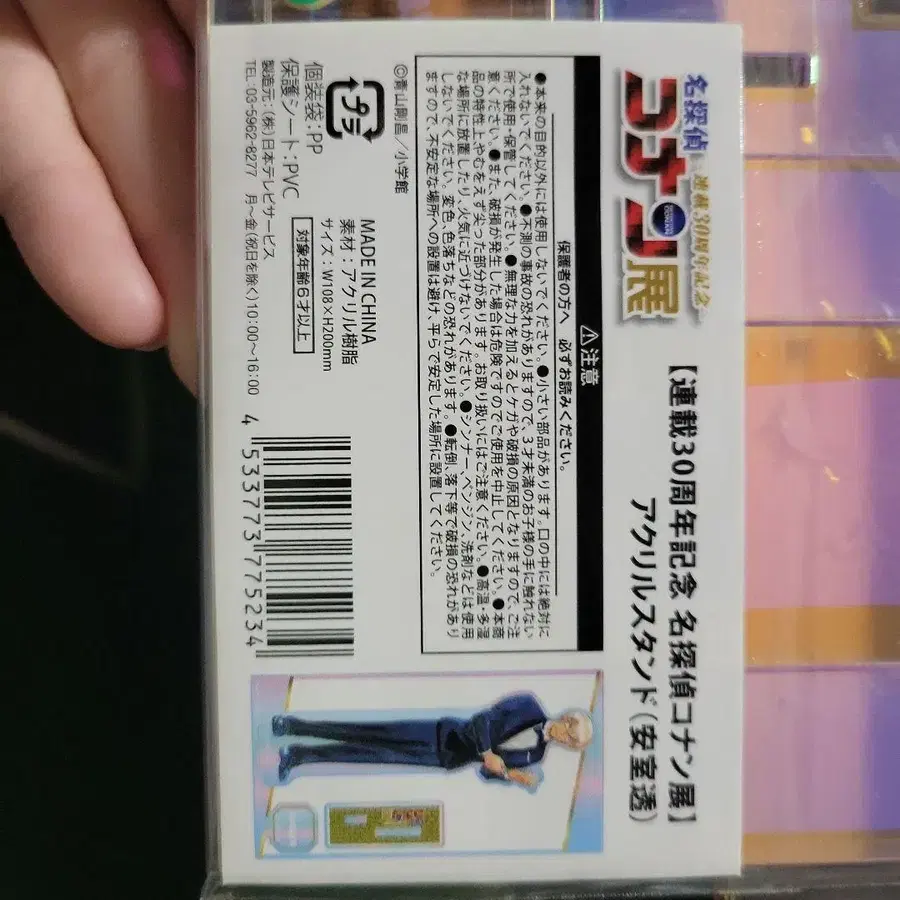 名探偵
連載30周年記念
コナン展
CONAN
【連載30周年記念 名探偵コナン展】
アクリルスタンド(安室透)
⚠注意
保護者の方へ 必ずお読みください。
●本来の目的以外には使用しないでください。●小さい部品があります。口の中には絶対に
入れないでください。●不測の事故の恐れがありますので、3才未満のお子様の手に触れない
所で使用・保管してください。●無理な力を加えるとケガや破損の原因となりますので、ご注
意ください。●また、破損が発生した場合は危険ですのでご使用を中止してください。●本商
品の特性上、やむをえず尖った部分があります。お取り扱いにはご注意ください。●高温・多湿
な場所に放置したり、火気に近づけないでください。●シンナー、ベンジン、洗剤などは使用
しないでください。変色、色落ちなどの恐れがあります。●転倒、落下等で破損の恐れがあり
ますので、不安定な場所への設置は避け、平らで安定した場所に設置してください。
©青山剛昌/小学館
プラ
個装袋:PP
保護シート:PVC
MADE IN CHINA
素材:アクリル樹脂
サイズ:W108×H200mm
対象年齢6才以上
製造元:(株)日本テレビサービス
TEL:03-5962-8277 月~金(祝日を除く)10:00~16:00
4 533773 775234